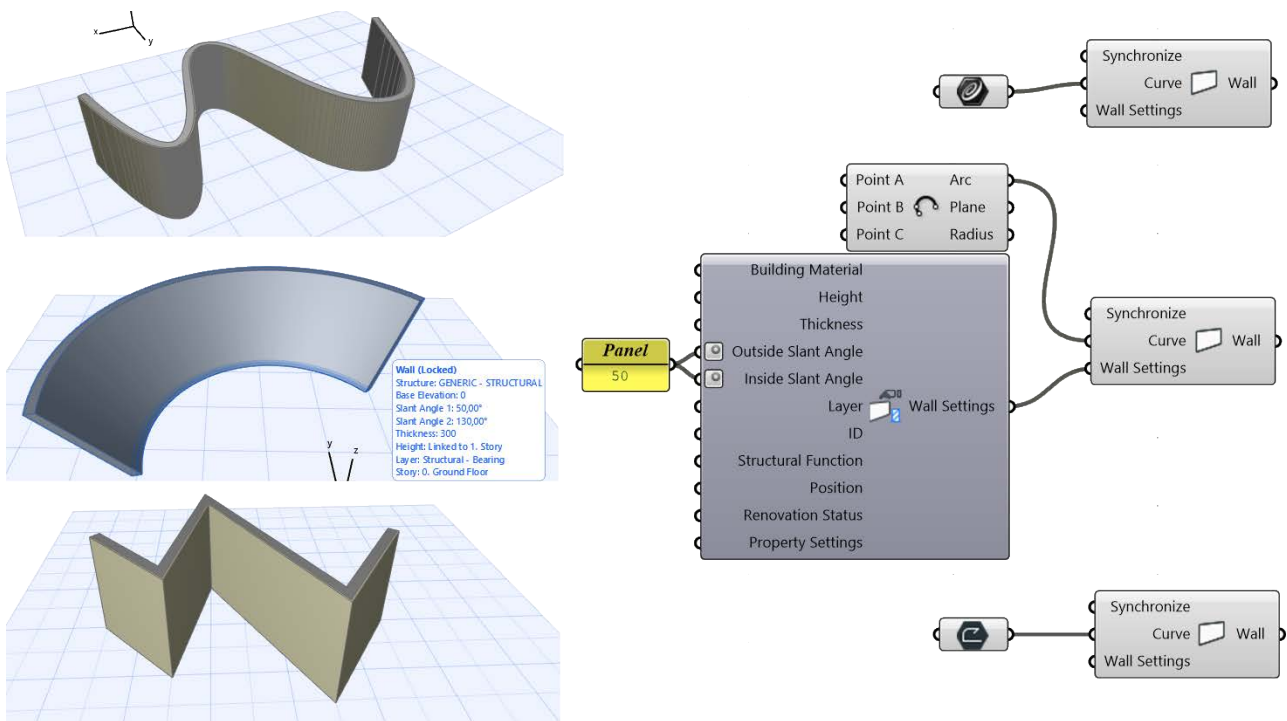 x
y
Synchronize
Curve
Wall
Wall Settings
Point A
Arc
Point B
Plane
Point C
Radius
Building Material
Height
Thickness
Panel
50
Outside Slant Angle
Inside Slant Angle
Layer
Wall Settings
ID
Structural Function
Position
Renovation Status
Property Settings
Synchronize
Curve
Wall
Wall Settings
Wall (Locked)
Structure: GENERIC - STRUCTURAL
Base Elevation: 0
Slant Angle 1: 50,00°
Slant Angle 2: 130,00°
Thickness: 300
Height: Linked to 1. Story
Layer: Structural - Bearing
Story: 0. Ground Floor
y
z
Synchronize
Curve
Wall
Wall Settings